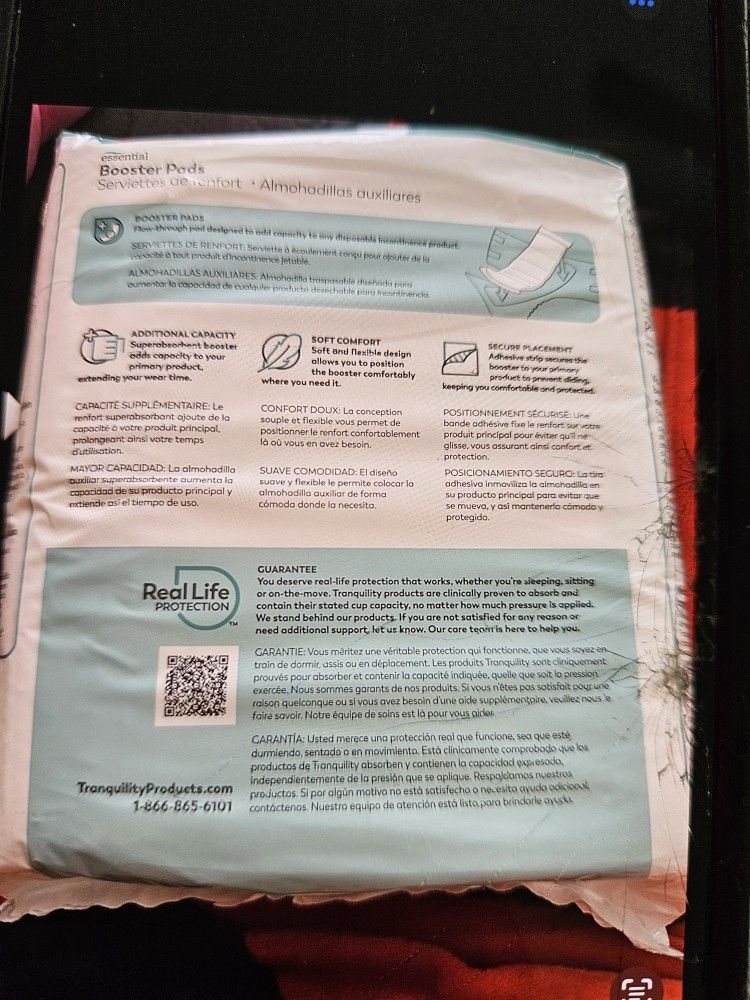 essential
Booster Pads
Serviettes de renfort • Almohadillas auxiliares
BOOSTER PADS
Flow-through pad designed to add capacity to any disposable incontinence product.
SERVIETTES DE RENFORT: Serviette à écoulement conçu pour ajouter de la
capacité à tout produit d'incontinence jetable.
ALMOHADILLAS AUXILIARES: Almohadilla traspasable diseñada para
aumentar la capacidad de cualquier producto desechable para incontinencia.
ADDITIONAL CAPACITY
Superabsorbent booster
adds capacity to your
primary product,
extending your wear time.
CAPACITÉ SUPPLÉMENTAIRE: Le
renfort superabsorbant ajoute de la
capacité à votre produit principal,
prolongeant ainsi votre temps
d'utilisation.
MAYOR CAPACIDAD: La almohadilla
auxiliar superabsorbente aumenta la
capacidad de su producto principal y
extiende así el tiempo de uso.
SOFT COMFORT
Soft and flexible design
allows you to position
the booster comfortably
where you need it.
CONFORT DOUX: La conception
souple et flexible vous permet de
positionner le renfort confortablement
là où vous en avez besoin.
SUAVE COMODIDAD: El diseño
suave y flexible le permite colocar la
almohadilla auxiliar de forma
cómoda donde la necesita.
SECURE PLACEMENT
Adhesive strip secures the
booster to your primary
product to prevent sliding,
keeping you comfortable and protected.
POSITIONNEMENT SÉCURISÉ: Une
bande adhésive fixe le renfort sur votre
produit principal pour éviter qu'il ne
glisse, vous assurant ainsi confort et
protection.
POSICIONAMIENTO SEGURO: La tira
adhesiva inmoviliza la almohadilla en
su producto principal para evitar que
se mueva, y así mantenerlo cómodo y
protegido.
Real Life
PROTECTION™
GUARANTEE
You deserve real-life protection that works, whether you're sleeping, sitting
or on-the-move. Tranquility products are clinically proven to absorb and
contain their stated cup capacity, no matter how much pressure is applied.
We stand behind our products. If you are not satisfied for any reason or
need additional support, let us know. Our care team is here to help you.
GARANTIE: Vous méritez une véritable protection qui fonctionne, que vous soyez en
train de dormir, assis ou en déplacement. Les produits Tranquility sont cliniquement
prouvés pour absorber et contenir la capacité indiquée, quelle que soit la pression
exercée. Nous sommes garants de nos produits. Si vous n'êtes pas satisfait pour une
raison quelconque ou si vous avez besoin d'une aide supplémentaire, veuillez nous le
faire savoir. Notre équipe de soins est là pour vous aider.
GARANTÍA: Usted merece una protección real que funcione, sea que esté
durmiendo, sentado o en movimiento. Está clínicamente comprobado que los
productos de Tranquility absorben y contienen la capacidad expresada,
independientemente de la presión que se aplique. Respaldamos nuestros
productos. Si por algún motivo no está satisfecho o necesita ayuda adicional,
contáctenos. Nuestro equipo de atención está listo para brindarle ayuda.
TranquilityProducts.com
1-866-865-6101